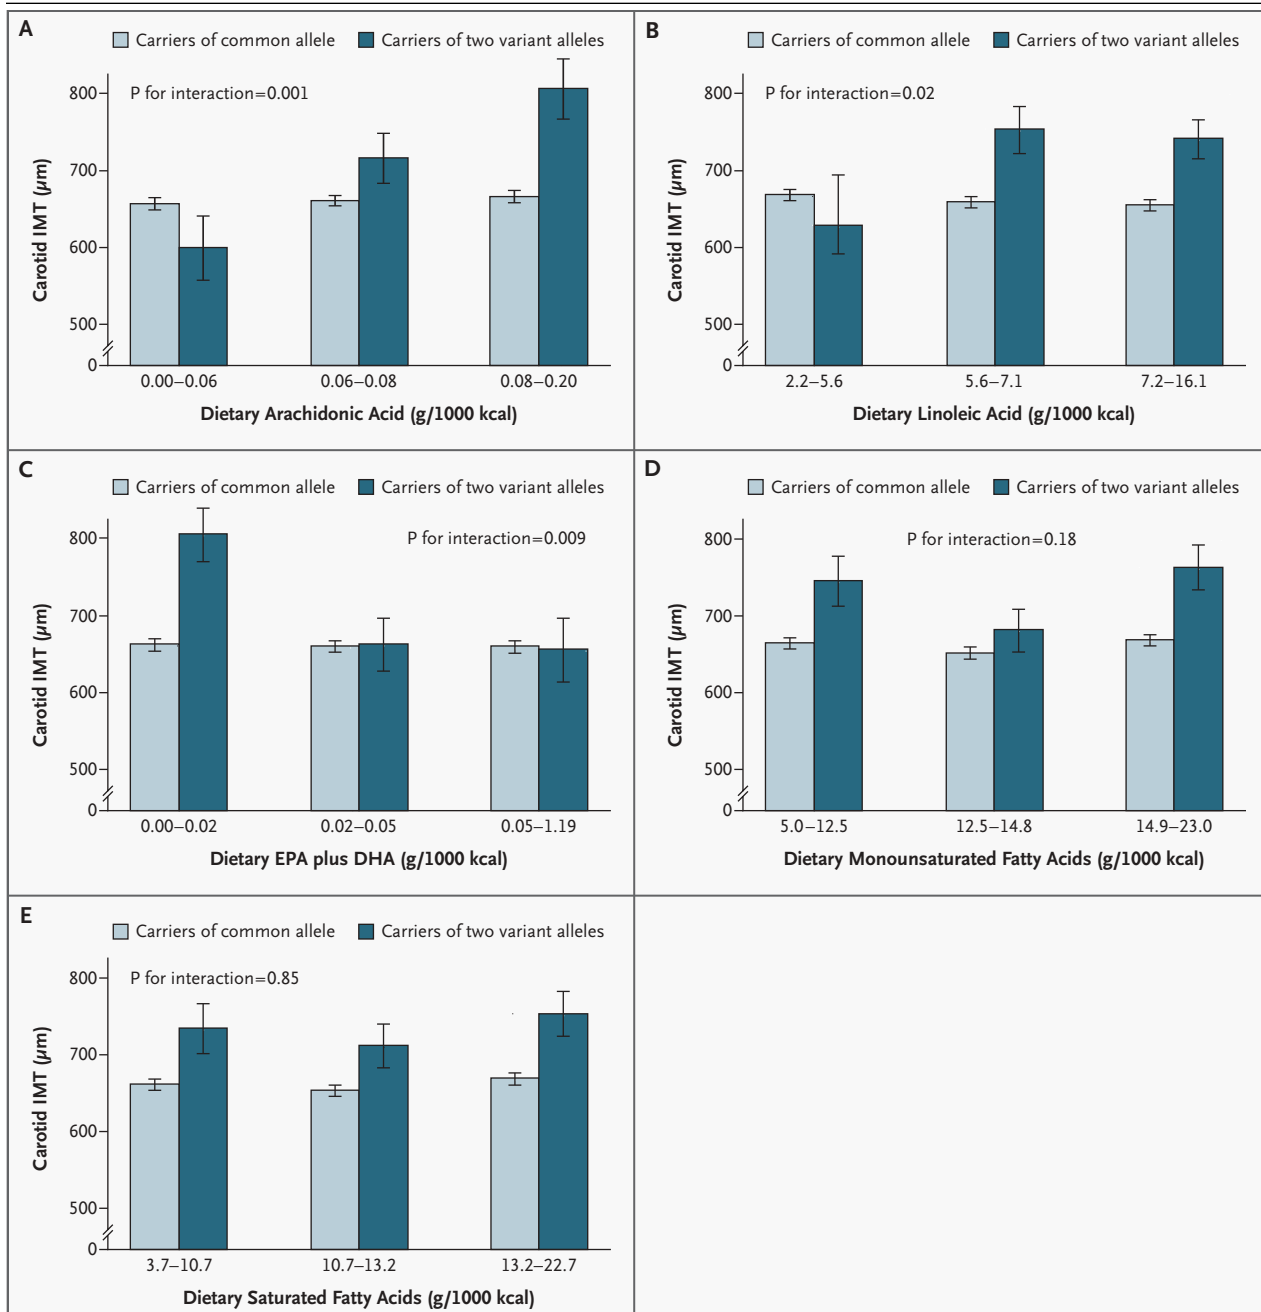 A
Carriers of common allele Carriers of two variant alleles
P for interaction=0.001
Carotid IMT (µm)
800
700
600
500
0
0.00–0.06 0.06–0.08 0.08–0.20
Dietary Arachidonic Acid (g/1000 kcal)
B
Carriers of common allele Carriers of two variant alleles
P for interaction=0.02
Carotid IMT (µm)
800
700
600
500
0
2.2–5.6 5.6–7.1 7.2–16.1
Dietary Linoleic Acid (g/1000 kcal)
C
Carriers of common allele Carriers of two variant alleles
P for interaction=0.009
Carotid IMT (µm)
800
700
600
500
0
0.00–0.02 0.02–0.05 0.05–1.19
Dietary EPA plus DHA (g/1000 kcal)
D
Carriers of common allele Carriers of two variant alleles
P for interaction=0.18
Carotid IMT (µm)
800
700
600
500
0
5.0–12.5 12.5–14.8 14.9–23.0
Dietary Monounsaturated Fatty Acids (g/1000 kcal)
E
Carriers of common allele Carriers of two variant alleles
P for interaction=0.85
Carotid IMT (µm)
800
700
600
500
0
3.7–10.7 10.7–13.2 13.2–22.7
Dietary Saturated Fatty Acids (g/1000 kcal)